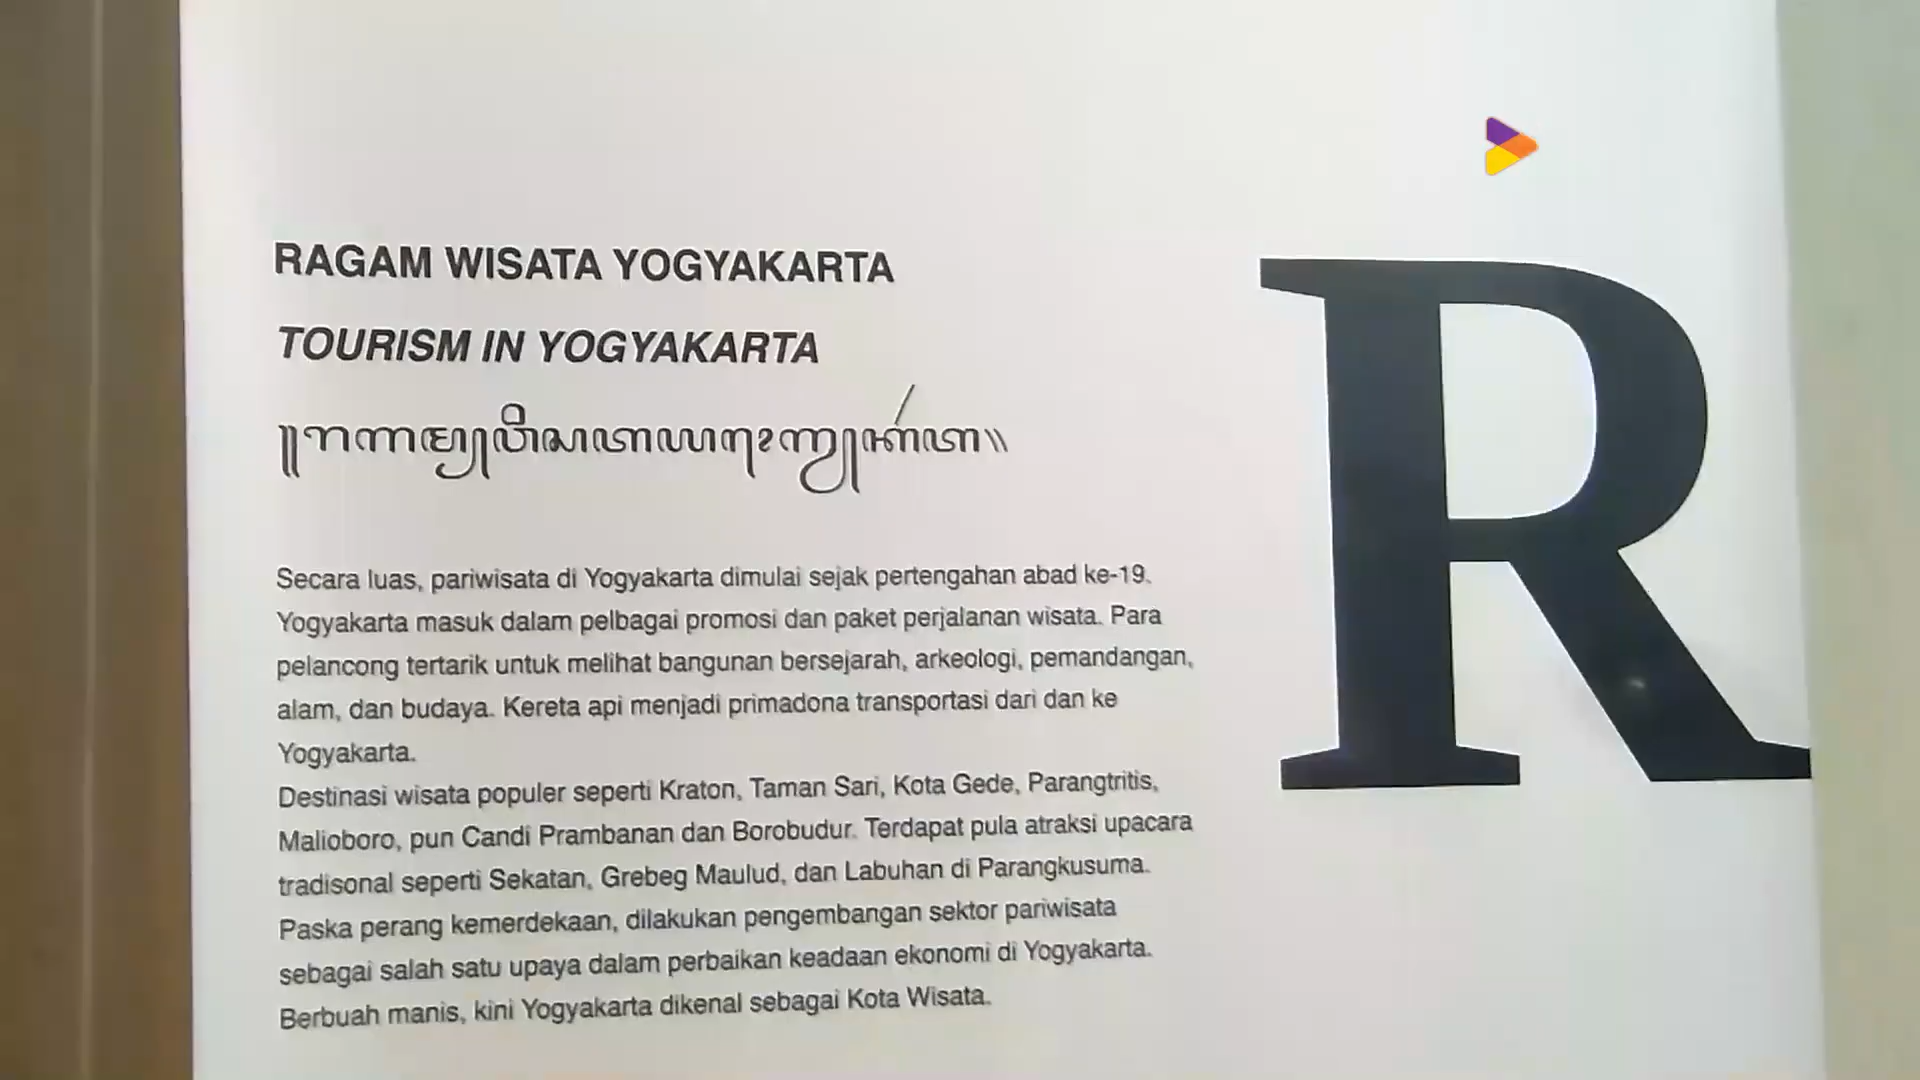 RAGAM WISATA YOGYAKARTA
TOURISM IN YOGYAKARTA
R
Secara luas, pariwisata di Yogyakarta dimulai sejak pertengahan abad ke-19.
Yogyakarta masuk dalam pelbagai promosi dan paket perjalanan wisata. Para
pelancong tertarik untuk melihat bangunan bersejarah, arkeologi, pemandangan,
alam, dan budaya. Kereta api menjadi primadona transportasi dari dan ke
Yogyakarta.
Destinasi wisata populer seperti Kraton, Taman Sari, Kota Gede, Parangtritis,
Malioboro, pun Candi Prambanan dan Borobudur. Terdapat pula atraksi upacara
tradisonal seperti Sekatan, Grebeg Maulud, dan Labuhan di Parangkusuma.
Paska perang kemerdekaan, dilakukan pengembangan sektor pariwisata
sebagai salah satu upaya dalam perbaikan keadaan ekonomi di Yogyakarta.
Berbuah manis, kini Yogyakarta dikenal sebagai Kota Wisata.